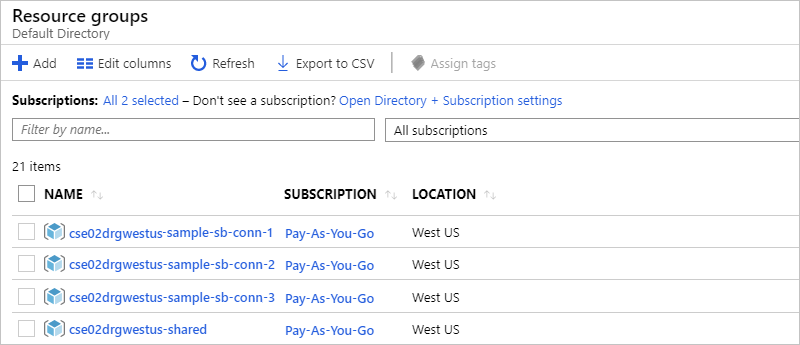 Resource groups
Default Directory
Add Edit columns Refresh Export to CSV Assign tags
Subscriptions: All 2 selected – Don't see a subscription? Open Directory + Subscription settings
Filter by name... All subscriptions
21 items
NAME SUBSCRIPTION LOCATION
cse02drgwestus-sample-sb-conn-1 Pay-As-You-Go West US
cse02drgwestus-sample-sb-conn-2 Pay-As-You-Go West US
cse02drgwestus-sample-sb-conn-3 Pay-As-You-Go West US
cse02drgwestus-shared Pay-As-You-Go West US